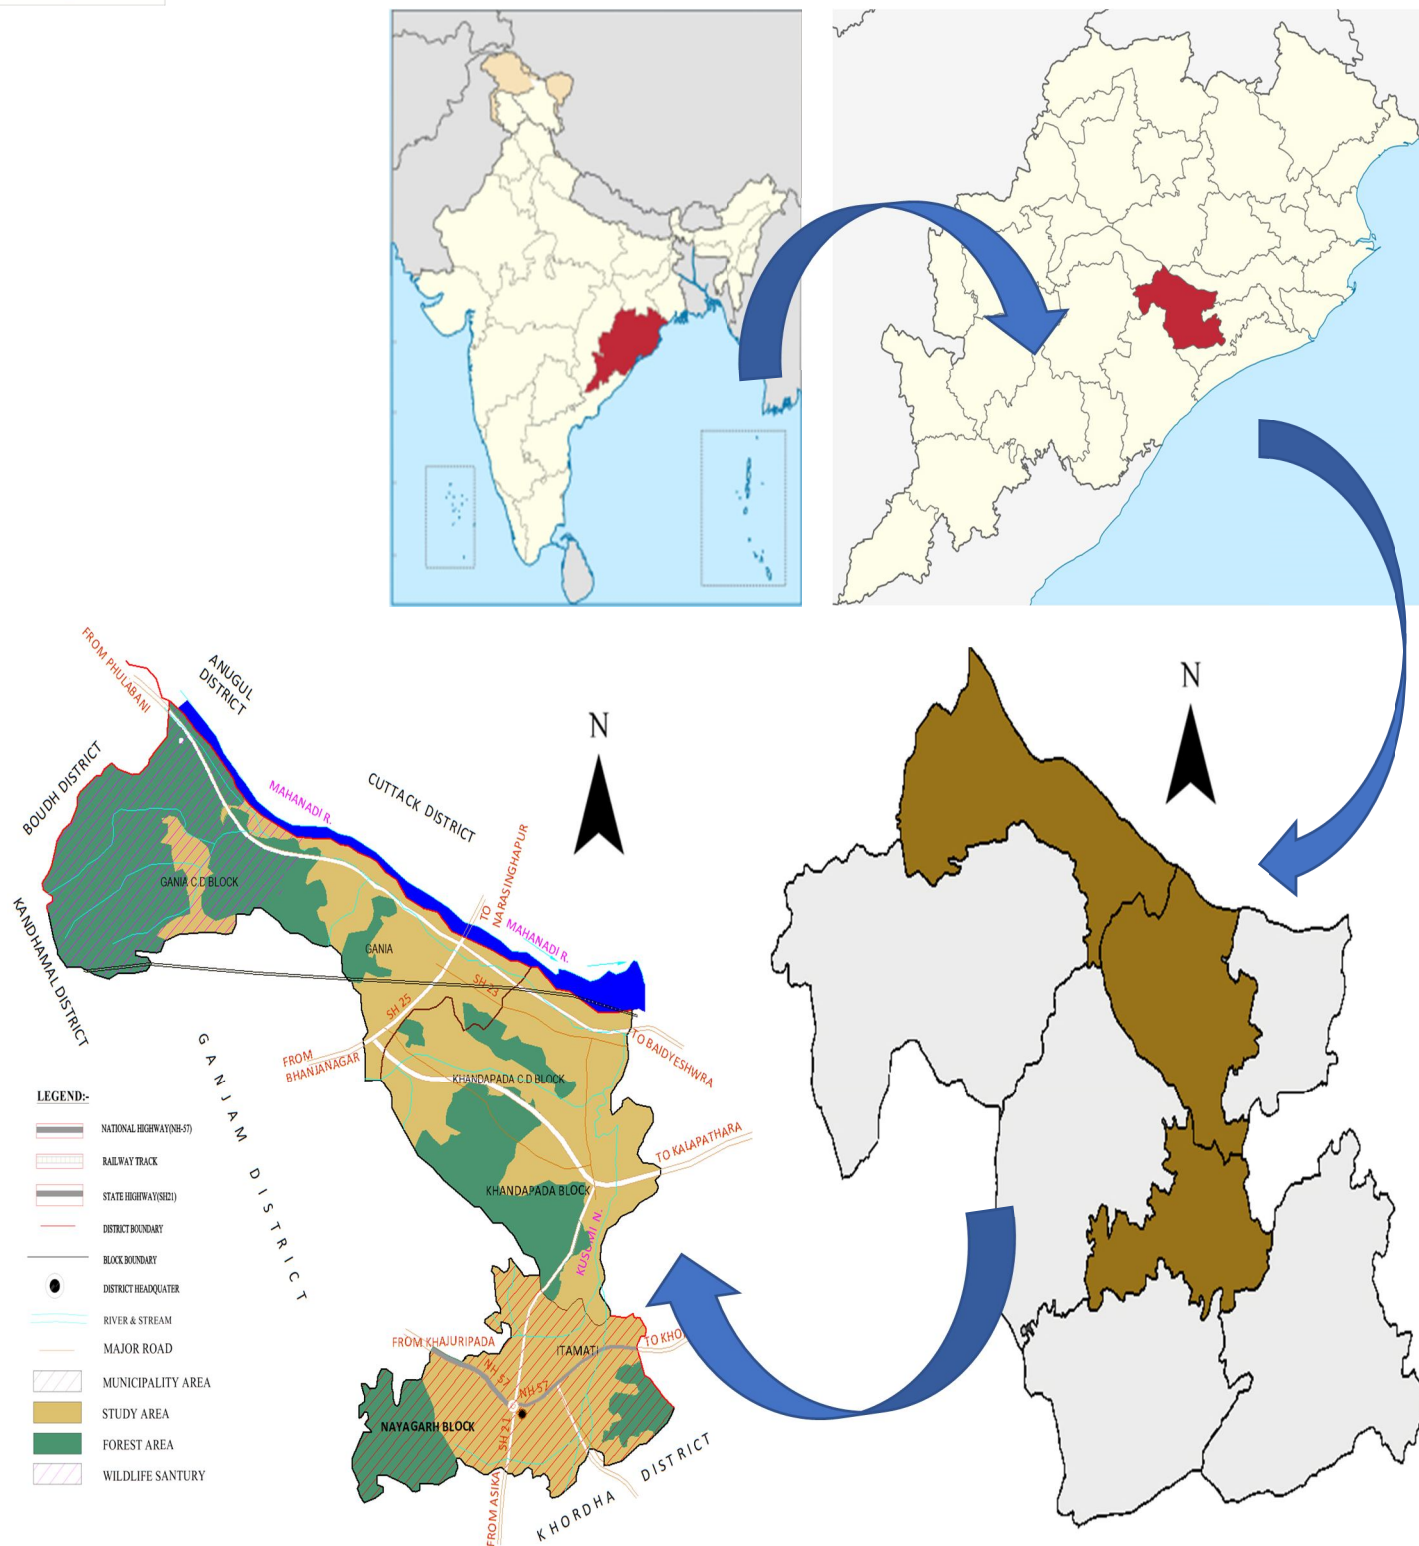 FROM PHULABANI
ANUGUL
DISTRICT
BOUDH DISTRICT
MAHANADI R.
CUTTACK DISTRICT
N
N
GANIA C.D BLOCK
KANDHAMAL DISTRICT
TO
NARASINGHAPUR
MAHANADI R.
GANIA
SH 23
SH 25
FROM
BHANJANAGAR
TO BAIDYESHWRA
GANJAM DISTRICT
KHANDAPADA C.D BLOCK
TO KALAPATHARA
KHANDAPADA BLOCK
KUSUMI N.
LEGEND:-
NATIONAL HIGHWAY(NH-57)
RAILWAY TRACK
STATE HIGHWAY(SH21)
DISTRICT BOUNDARY
BLOCK BOUNDARY
DISTRICT HEADQUATER
RIVER & STREAM
MAJOR ROAD
MUNICIPALITY AREA
STUDY AREA
FOREST AREA
WILDLIFE SANTURY
FROM KHAJURIPADA
ITAMATI
TO KHO
NH 57
NH 57
NAYAGARH BLOCK
SH 21
FROM ASIKA
KHORDHA DISTRICT